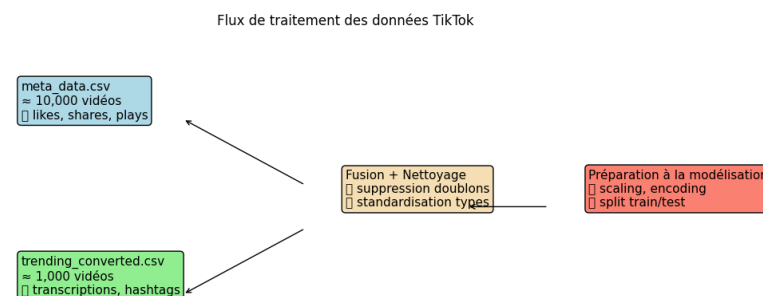 Flux de traitement des données TikTok
meta_data.csv
≈ 10,000 vidéos
▯ likes, shares, plays
Fusion + Nettoyage
▯ suppression doublons
▯ standardisation types
Préparation à la modélisation
▯ scaling, encoding
▯ split train/test
trending_converted.csv
≈ 1,000 vidéos
▯ transcriptions, hashtags